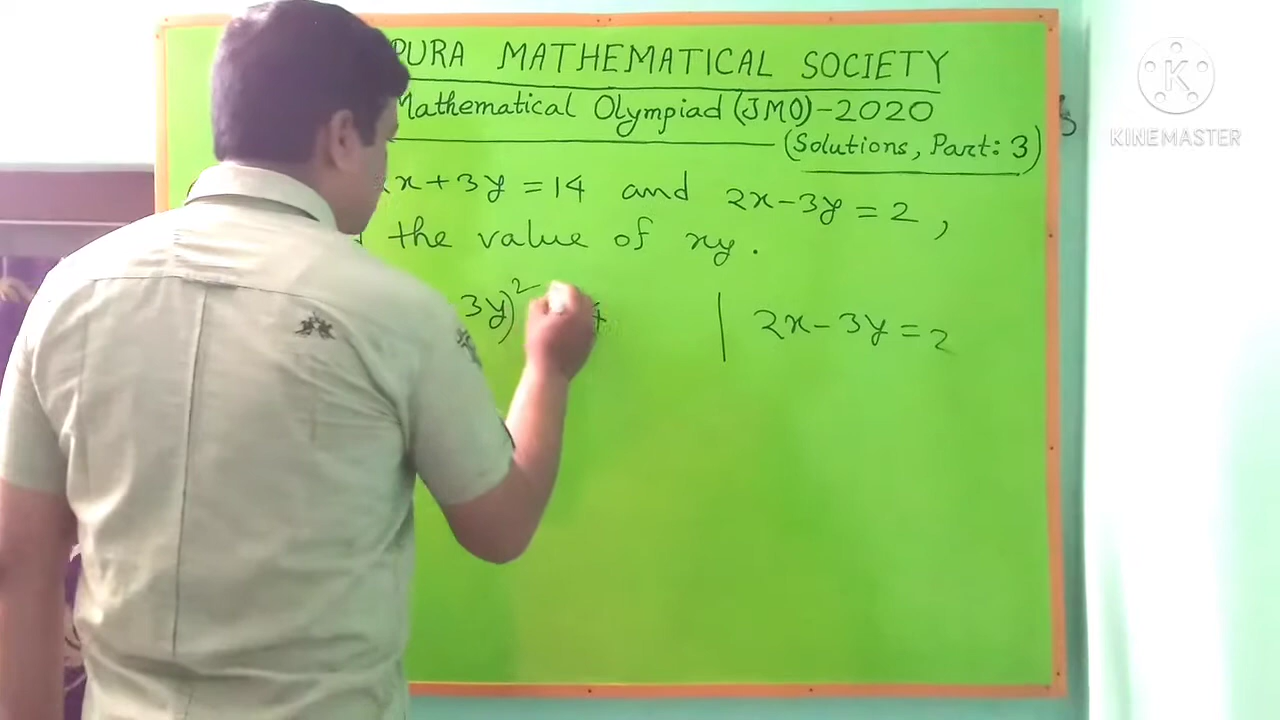 PURA MATHEMATICAL SOCIETY
Mathematical Olympiad (JMO)-2020
(Solutions, Part: 3)
x + 3y = 14 and 2x - 3y = 2,
the value of xy.
3y)² | 2x - 3y = 2
K
KINEMASTER